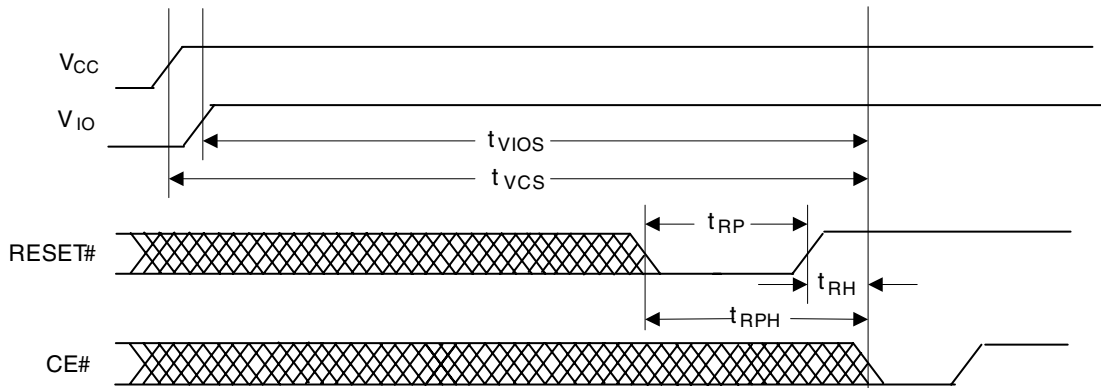 VCC
VIO
tVIOS
tVCS
tRP
RESET#
tRH
tRPH
CE#